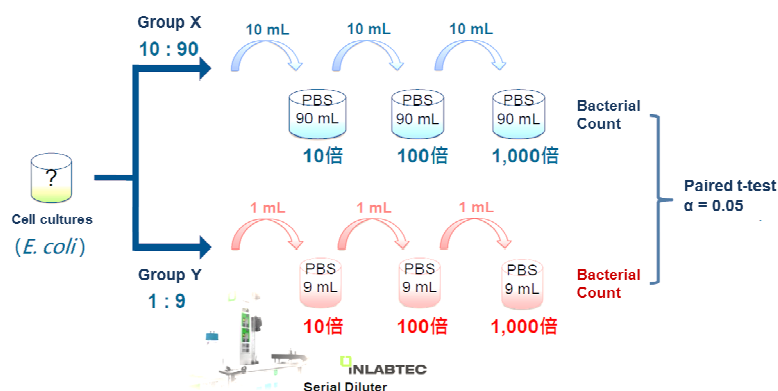 Group X
10 : 90
10 mL
10 mL
10 mL
PBS
90 mL
PBS
90 mL
PBS
90 mL
10倍
100倍
1,000倍
Bacterial
Count
?
Cell cultures
(E. coli)
Paired t-test
α = 0.05
Group Y
1 : 9
1 mL
1 mL
1 mL
PBS
9 mL
PBS
9 mL
PBS
9 mL
10倍
100倍
1,000倍
Bacterial
Count
INLABTEC
Serial Diluter